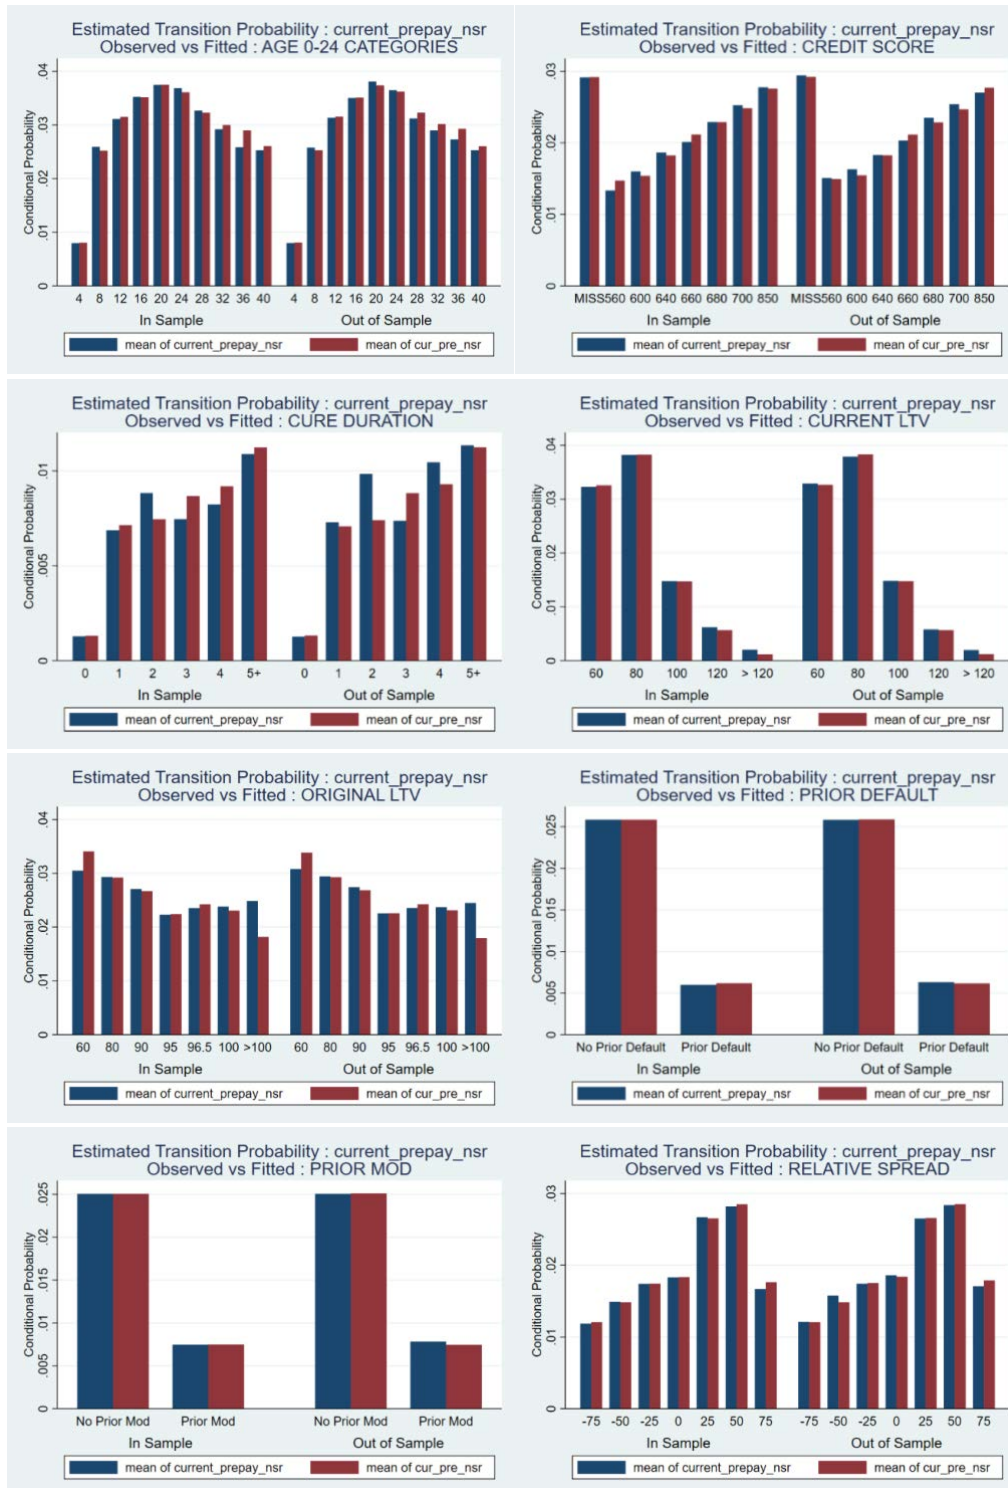 Estimated Transition Probability : current_prepay_nsr
Observed vs Fitted : AGE 0-24 CATEGORIES
Conditional Probability
.04
.03
.02
.01
0
4 8 12 16 20 24 28 32 36 40 4 8 12 16 20 24 28 32 36 40
In Sample Out of Sample
mean of current_prepay_nsr mean of cur_pre_nsr
Estimated Transition Probability : current_prepay_nsr
Observed vs Fitted : CREDIT SCORE
Conditional Probability
.03
.02
.01
0
MISS560 600 640 660 680 700 850 MISS560 600 640 660 680 700 850
In Sample Out of Sample
mean of current_prepay_nsr mean of cur_pre_nsr
Estimated Transition Probability : current_prepay_nsr
Observed vs Fitted : CURE DURATION
Conditional Probability
.01
.005
0
0 1 2 3 4 5+ 0 1 2 3 4 5+
In Sample Out of Sample
mean of current_prepay_nsr mean of cur_pre_nsr
Estimated Transition Probability : current_prepay_nsr
Observed vs Fitted : CURRENT LTV
Conditional Probability
.04
.03
.02
.01
0
60 80 100 120 > 120 60 80 100 120 > 120
In Sample Out of Sample
mean of current_prepay_nsr mean of cur_pre_nsr
Estimated Transition Probability : current_prepay_nsr
Observed vs Fitted : ORIGINAL LTV
Conditional Probability
.04
.03
.02
.01
0
60 80 90 95 96.5 100 >100 60 80 90 95 96.5 100 >100
In Sample Out of Sample
mean of current_prepay_nsr mean of cur_pre_nsr
Estimated Transition Probability : current_prepay_nsr
Observed vs Fitted : PRIOR DEFAULT
Conditional Probability
.025
.02
.015
.01
.005
0
No Prior Default Prior Default No Prior Default Prior Default
In Sample Out of Sample
mean of current_prepay_nsr mean of cur_pre_nsr
Estimated Transition Probability : current_prepay_nsr
Observed vs Fitted : PRIOR MOD
Conditional Probability
.025
.02
.015
.01
.005
0
No Prior Mod Prior Mod No Prior Mod Prior Mod
In Sample Out of Sample
mean of current_prepay_nsr mean of cur_pre_nsr
Estimated Transition Probability : current_prepay_nsr
Observed vs Fitted : RELATIVE SPREAD
Conditional Probability
.03
.02
.01
0
-75 -50 -25 0 25 50 75 -75 -50 -25 0 25 50 75
In Sample Out of Sample
mean of current_prepay_nsr mean of cur_pre_nsr